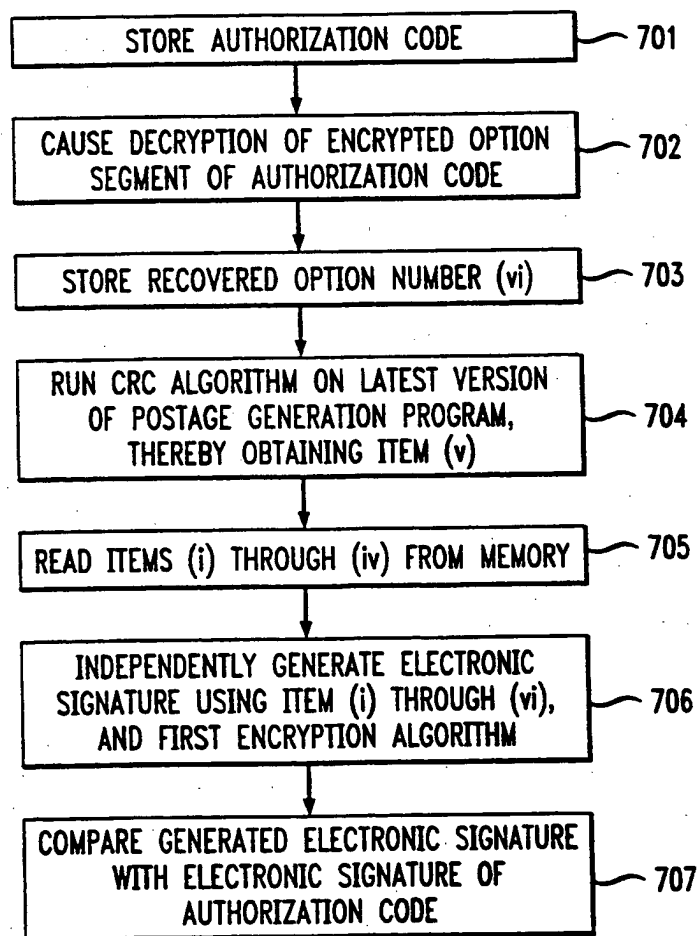 STORE AUTHORIZATION CODE
701
CAUSE DECRYPTION OF ENCRYPTED OPTION
SEGMENT OF AUTHORIZATION CODE
702
STORE RECOVERED OPTION NUMBER (vi)
703
RUN CRC ALGORITHM ON LATEST VERSION
OF POSTAGE GENERATION PROGRAM,
THEREBY OBTAINING ITEM (v)
704
READ ITEMS (i) THROUGH (iv) FROM MEMORY
705
INDEPENDENTLY GENERATE ELECTRONIC
SIGNATURE USING ITEM (i) THROUGH (vi),
AND FIRST ENCRYPTION ALGORITHM
706
COMPARE GENERATED ELECTRONIC SIGNATURE
WITH ELECTRONIC SIGNATURE OF
AUTHORIZATION CODE
707